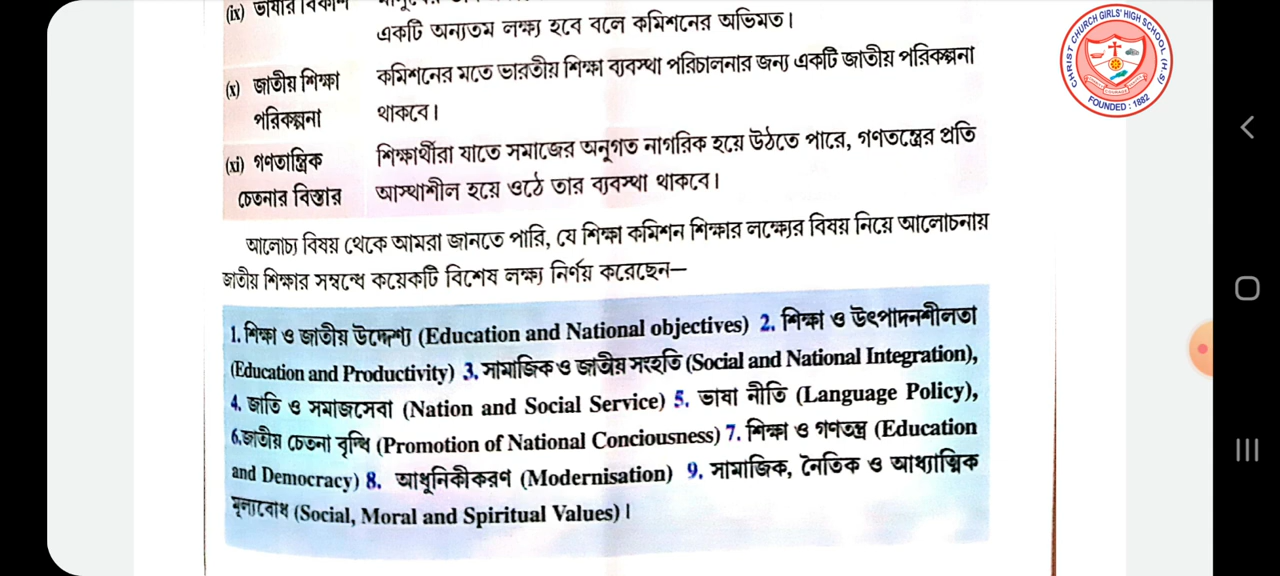 (ix) ভাষার বিকাশ
একটি অন্যতম লক্ষ্য হবে বলে কমিশনের অভিমত।
(x) জাতীয় শিক্ষা পরিকল্পনা
কমিশনের মতে ভারতীয় শিক্ষা ব্যবস্থা পরিচালনার জন্য একটি জাতীয় পরিকল্পনা
থাকবে।
(xi) গণতান্ত্রিক চেতনার বিস্তার
শিক্ষার্থীরা যাতে সমাজের অনুগত নাগরিক হয়ে উঠতে পারে, গণতন্ত্রের প্রতি
আস্থাশীল হয়ে ওঠে তার ব্যবস্থা থাকবে।
আলোচ্য বিষয় থেকে আমরা জানতে পারি, যে শিক্ষা কমিশন শিক্ষার লক্ষ্যের বিষয় নিয়ে আলোচনায়
জাতীয় শিক্ষার সম্বন্ধে কয়েকটি বিশেষ লক্ষ্য নির্ণয় করেছেন—
1. শিক্ষা ও জাতীয় উদ্দেশ্য (Education and National objectives) 2. শিক্ষা ও উৎপাদনশীলতা
(Education and Productivity) 3. সামাজিক ও জাতীয় সংহতি (Social and National Integration),
4. জাতি ও সমাজসেবা (Nation and Social Service) 5. ভাষা নীতি (Language Policy),
6.জাতীয় চেতনা বৃদ্ধি (Promotion of National Conciousness) 7. শিক্ষা ও গণতন্ত্র (Education
and Democracy) 8. আধুনিকীকরণ (Modernisation) 9. সামাজিক, নৈতিক ও আধ্যাত্মিক
মূল্যবোধ (Social, Moral and Spiritual Values)।
CHRIST CHURCH GIRLS' HIGH SCHOOL (H.S)
FOUNDED : 1882